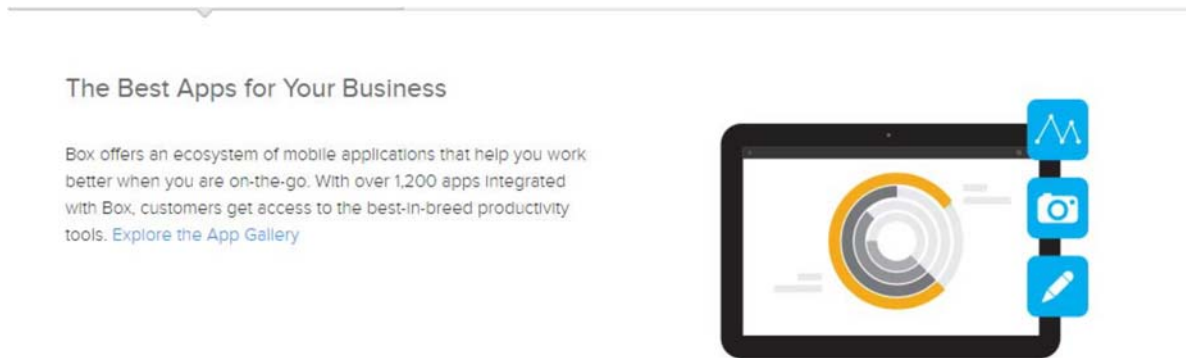 The Best Apps for Your Business
Box offers an ecosystem of mobile applications that help you work
better when you are on-the-go. With over 1,200 apps integrated
with Box, customers get access to the best-in-breed productivity
tools. Explore the App Gallery